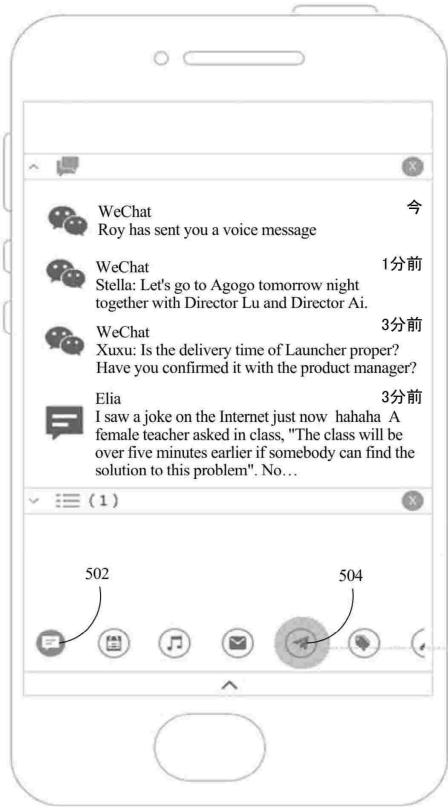 X
WeChat
今
Roy has sent you a voice message
WeChat
1分前
Stella: Let's go to Agogo tomorrow night
together with Director Lu and Director Ai.
WeChat
3分前
Xuxu: Is the delivery time of Launcher proper?
Have you confirmed it with the product manager?
Elia
3分前
I saw a joke on the Internet just now hahaha A
female teacher asked in class, "The class will be
over five minutes earlier if somebody can find the
solution to this problem". No…
(1)
X
502
504